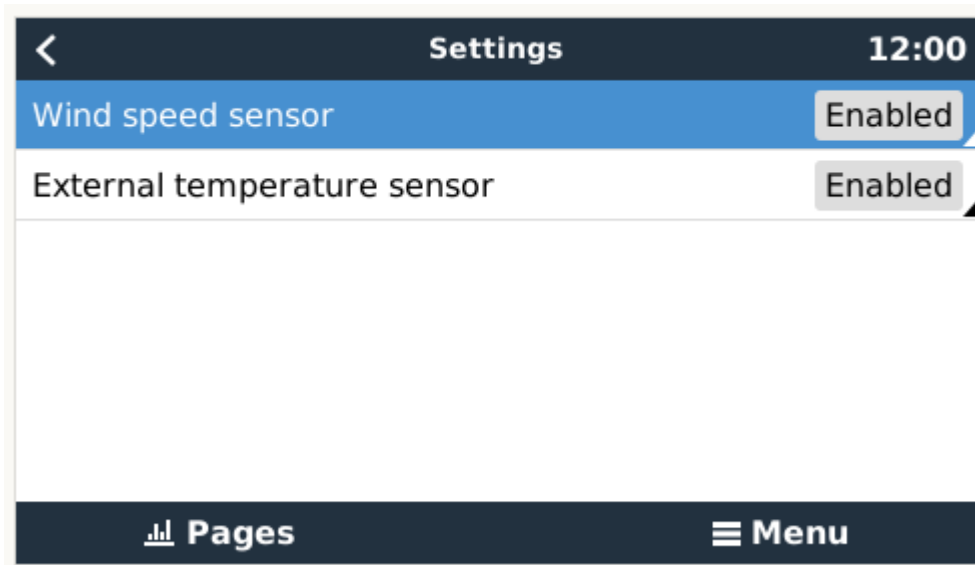 Settings 12:00
Wind speed sensor Enabled
External temperature sensor Enabled
Pages Menu